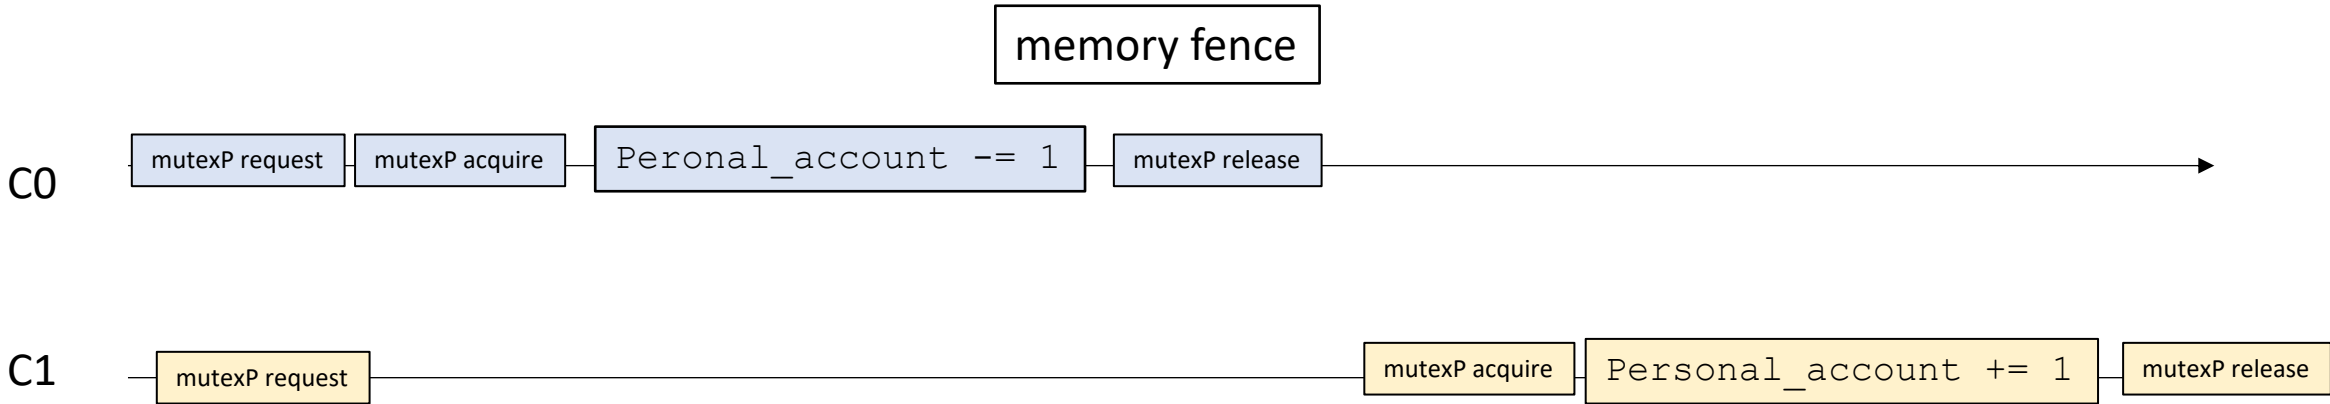 memory fence
C0
mutexP request
mutexP acquire
Peronal_account -= 1
mutexP release
C1
mutexP request
mutexP acquire
Personal_account += 1
mutexP release